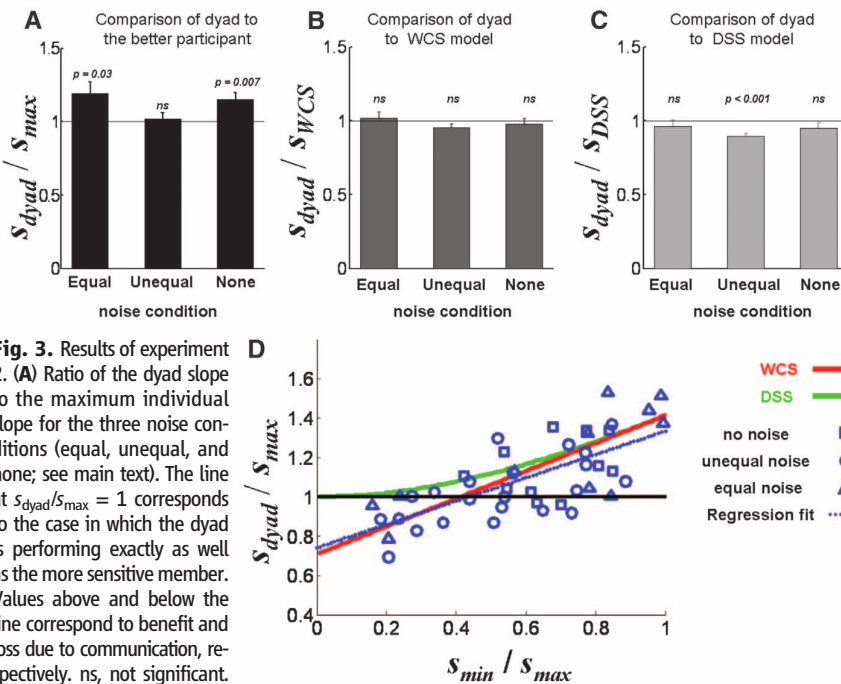 A
Comparison of dyad to
the better participant
1.5
1
0.5
0
s_dyad / s_max
p = 0.03
ns
p = 0.007
Equal Unequal None
noise condition
B
Comparison of dyad
to WCS model
1.5
1
0.5
0
s_dyad / s_WCS
ns
ns
ns
Equal Unequal None
noise condition
C
Comparison of dyad
to DSS model
1.5
1
0.5
0
s_dyad / s_DSS
ns
p < 0.001
ns
Equal Unequal None
noise condition
Fig. 3. Results of experiment
2. (A) Ratio of the dyad slope
to the maximum individual
slope for the three noise con-
ditions (equal, unequal, and
none; see main text). The line
at s_dyad/s_max = 1 corresponds
to the case in which the dyad
is performing exactly as well
as the more sensitive member.
Values above and below the
line correspond to benefit and
loss due to communication, re-
spectively. ns, not significant.
D
1.6
1.4
1.2
1
0.8
0.6
0.4
s_dyad / s_max
0 0.2 0.4 0.6 0.8 1
s_min / s_max
WCS
DSS
no noise
unequal noise
equal noise
Regression fit